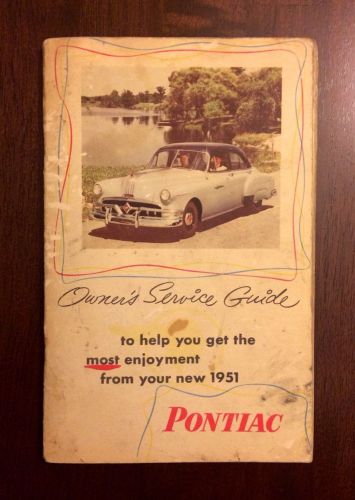 Owner's Service Guide
to help you get the
most enjoyment
from your new 1951
PONTIAC